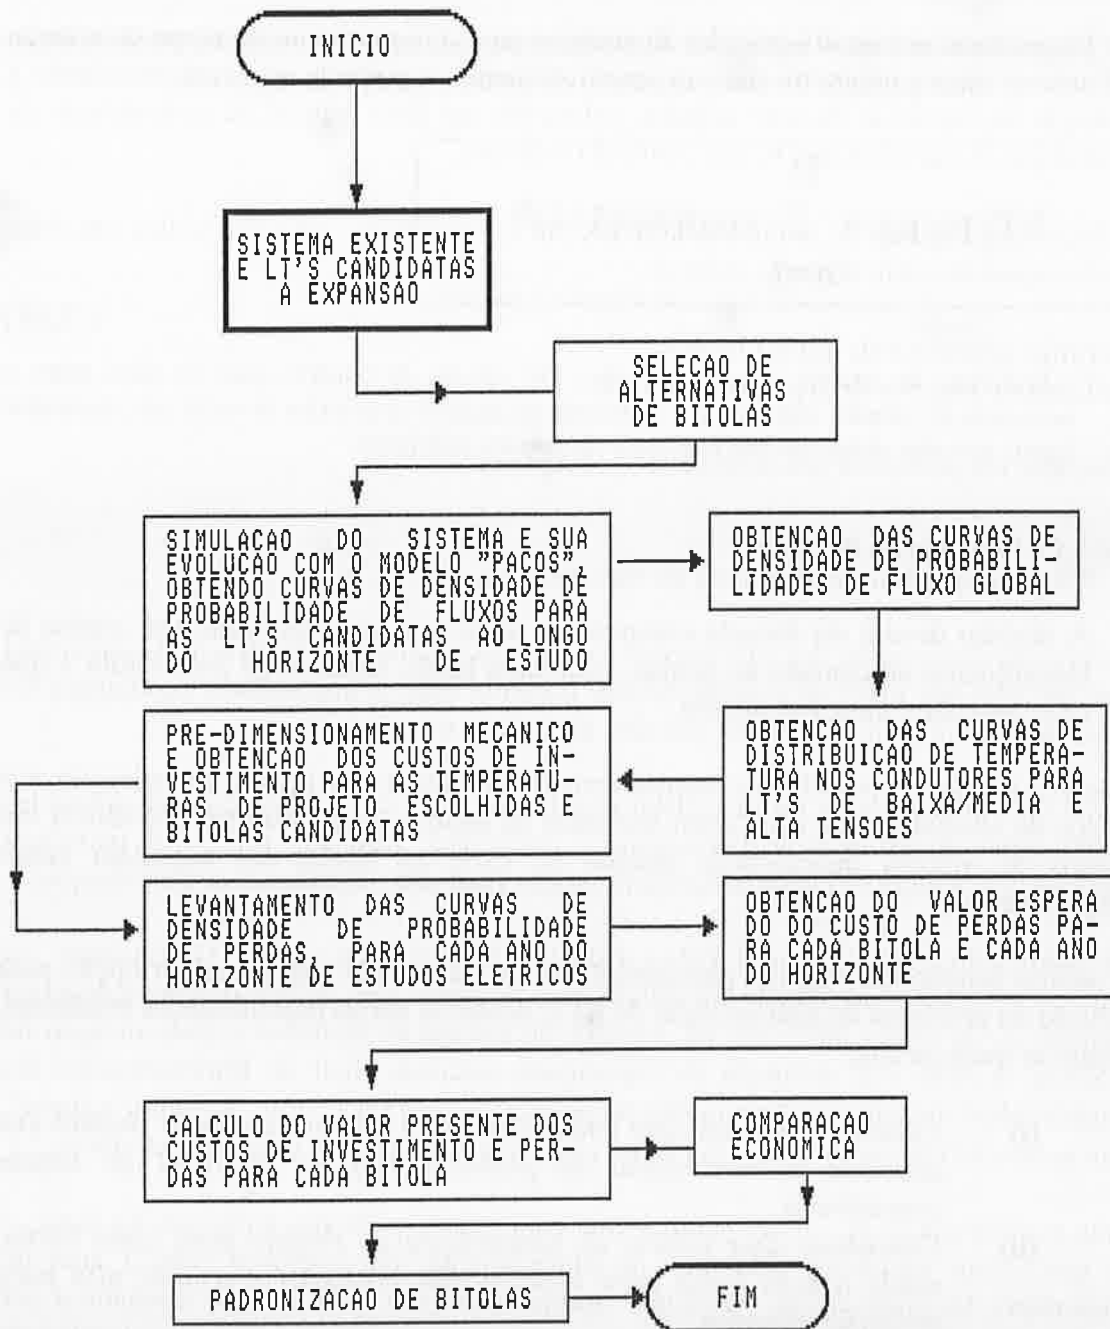 INICIO
SISTEMA EXISTENTE
E LT'S CANDIDATAS
A EXPANSAO
SELECAO DE
ALTERNATIVAS
DE BITOLAS
SIMULACAO DO SISTEMA E SUA
EVOLUCAO COM O MODELO "PACOS",
OBTENDO CURVAS DE DENSIDADE DE
PROBABILIDADE DE FLUXOS PARA
AS LT'S CANDIDATAS AO LONGO
DO HORIZONTE DE ESTUDO
OBTENCAO DAS CURVAS DE
DENSIDADE DE PROBABILI-
LIDADES DE FLUXO GLOBAL
OBTENCAO DAS CURVAS DE
DISTRIBUICAO DE TEMPERA-
TURA NOS CONDUTORES PARA
LT'S DE BAIXA/MEDIA
ALTA TENSOES
PRE-DIMENSIONAMENTO MECANICO
E OBTENCAO DOS CUSTOS DE IN-
VESTIMENTO PARA AS TEMPERATU-
RAS DE PROJETO ESCOLHIDAS E
BITOLAS CANDIDATAS
LEVANTAMENTO DAS CURVAS DE
DENSIDADE DE PROBABILIDADE
DE PERDAS, PARA CADA ANO DO
HORIZONTE DE ESTUDOS ELETRICOS
OBTENCAO DO VALOR ESPERA
DO DO CUSTO DE PERDAS PA-
RA CADA BITOLA E CADA ANO
DO HORIZONTE
CALCULO DO VALOR PRESENTE DOS
CUSTOS DE INVESTIMENTO E PER-
DAS PARA CADA BITOLA
COMPARACAO
ECONOMICA
PADRONIZACAO DE BITOLAS
FIM